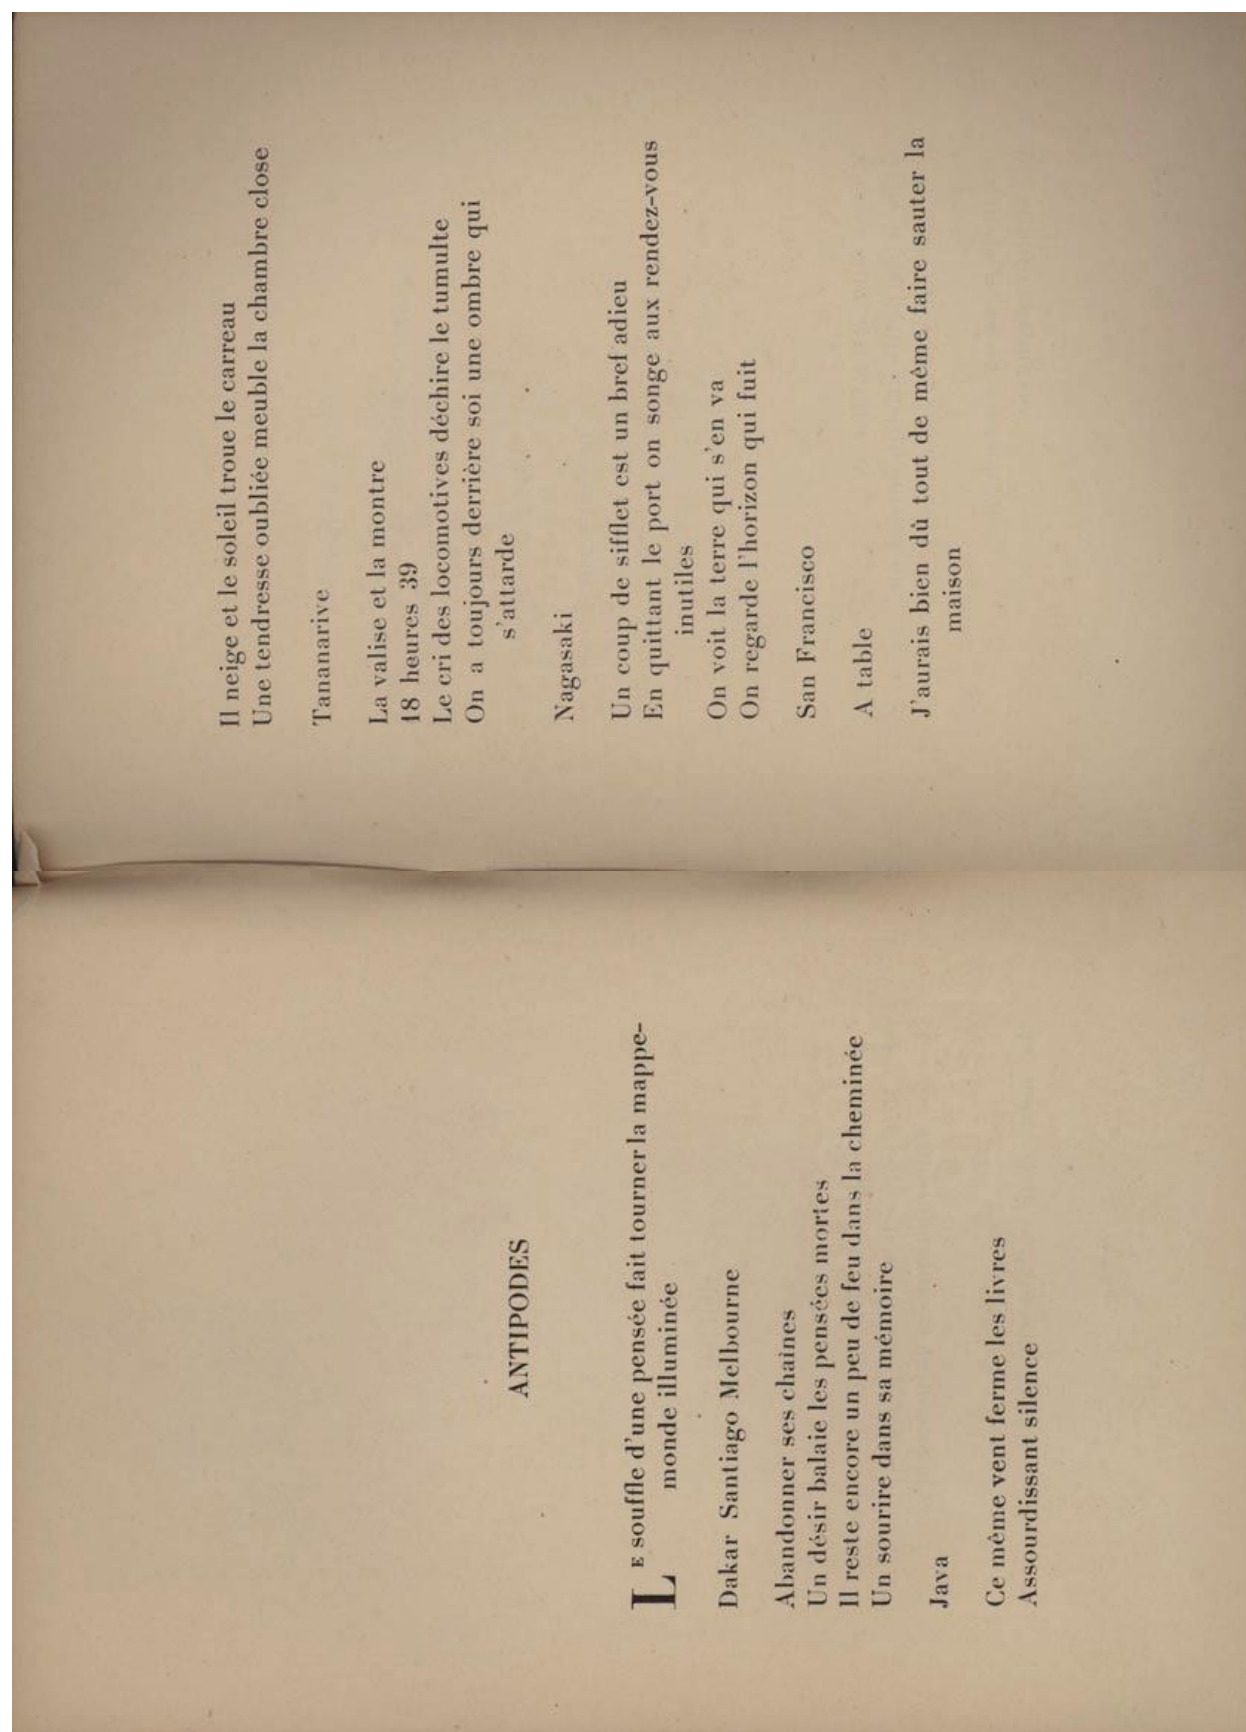 ANTIPODES
LE souffle d'une pensée fait tourner la mappe-
monde illuminée
Dakar Santiago Melbourne
Abandonner ses chaînes
Un désir balaie les pensées mortes
Il reste encore un peu de feu dans la cheminée
Un sourire dans sa mémoire
Java
Ce même vent ferme les livres
Assourdissant silence
Il neige et le soleil troue le carreau
Une tendresse oubliée meuble la chambre close
Tananarive
La valise et la montre
18 heures 39
Le cri des locomotives déchire le tumulte
On a toujours derrière soi une ombre qui
s'attarde
Nagasaki
Un coup de sifflet est un bref adieu
En quittant le port on songe aux rendez-vous
inutiles
On voit la terre qui s'en va
On regarde l'horizon qui fuit
San Francisco
A table
J'aurais bien dû tout de même faire sauter la
maison